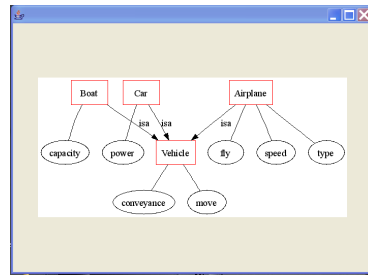 Boat Car Airplane
isa isa isa
capacity power Vehicle fly speed type
conveyance move